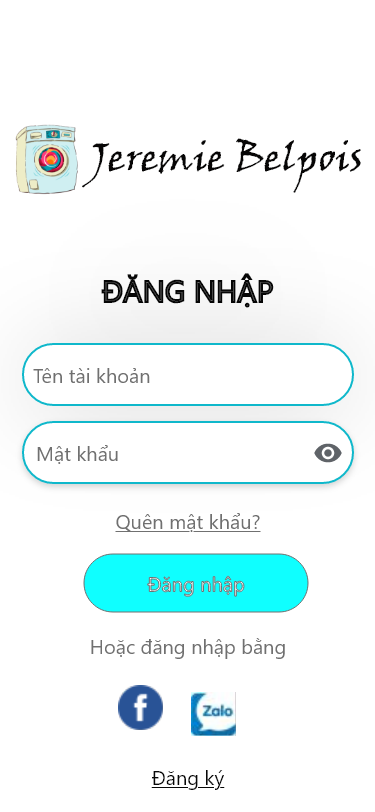 Jeremie Belpois
ĐĂNG NHẬP
Tên tài khoản
Mật khẩu
Quên mật khẩu?
Đăng nhập
Hoặc đăng nhập bằng
f Zalo
Đăng ký